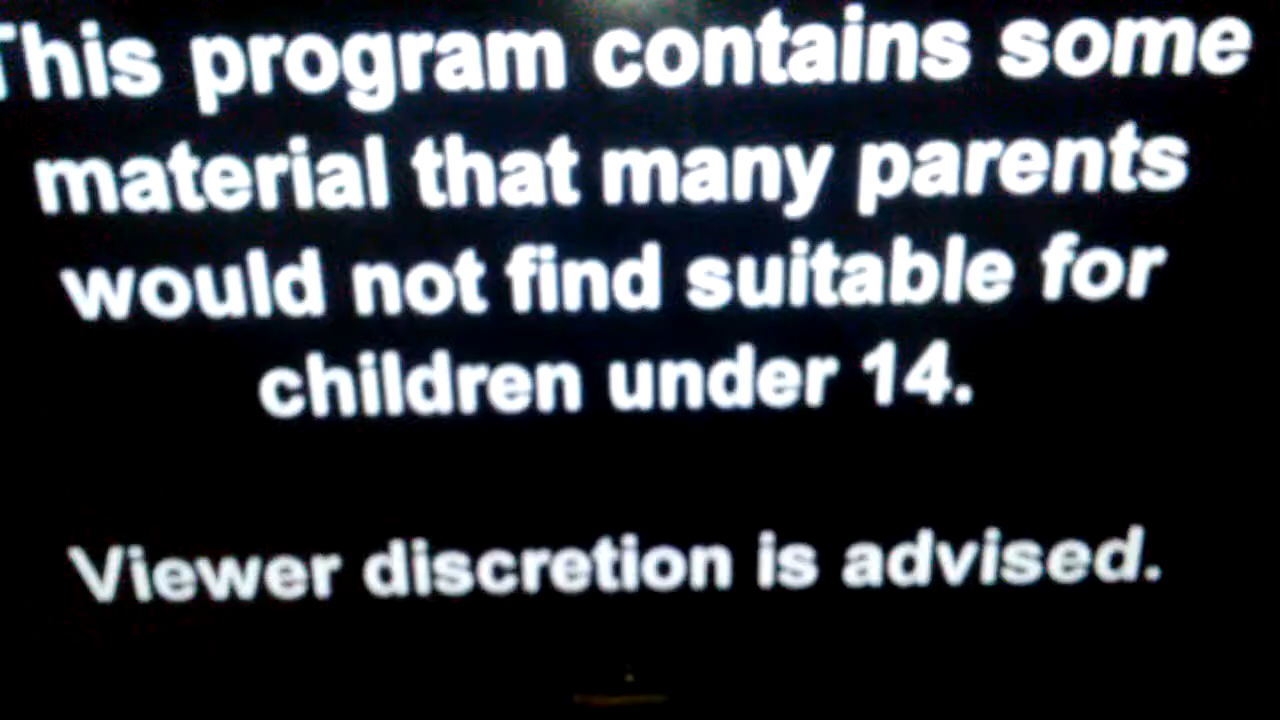 This program contains some
material that many parents
would not find suitable for
children under 14.
Viewer discretion is advised.